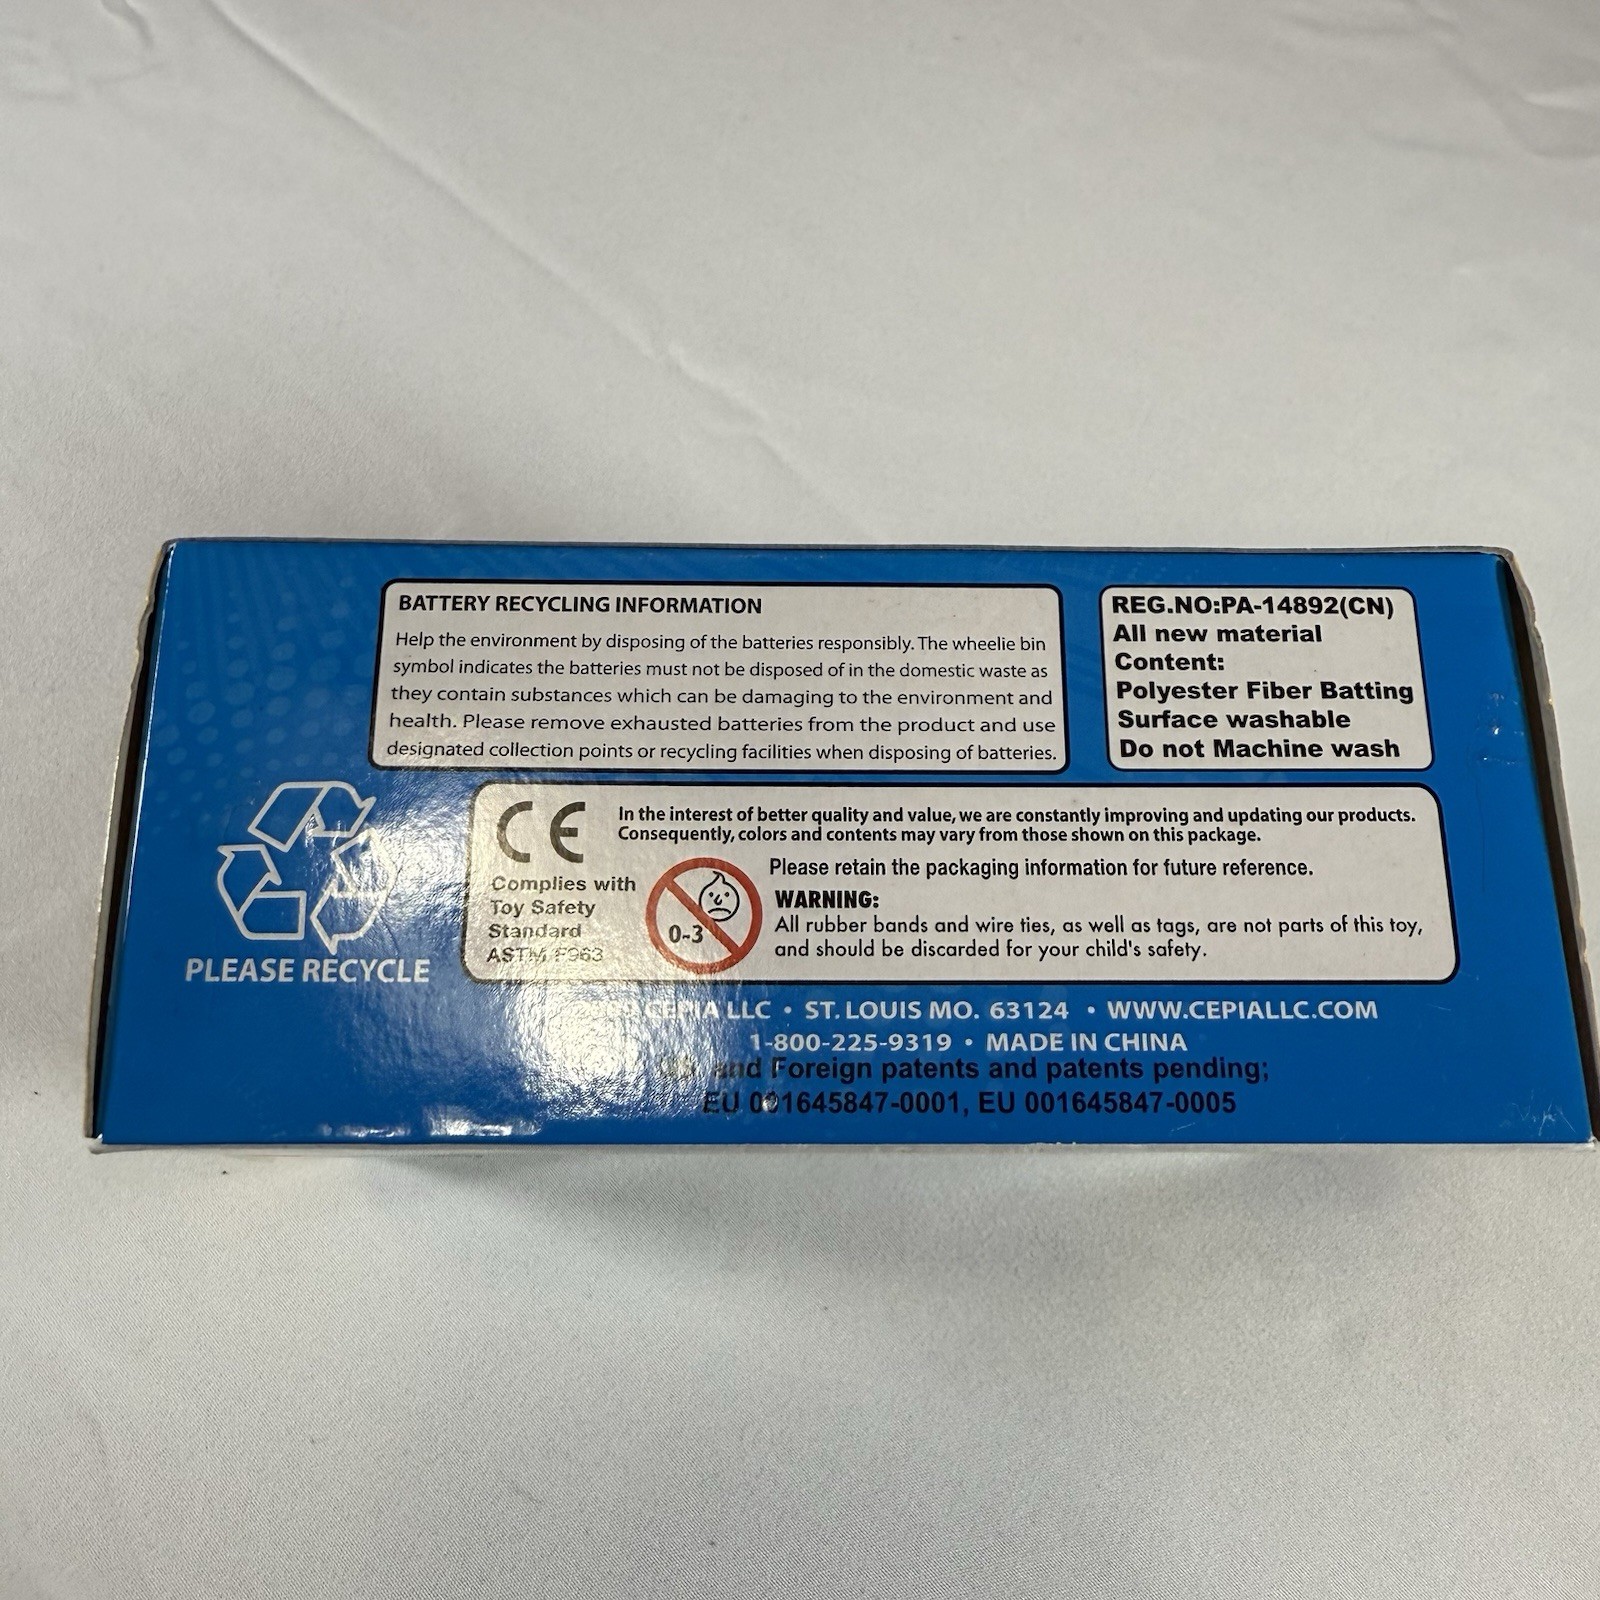 BATTERY RECYCLING INFORMATION
Help the environment by disposing of the batteries responsibly. The wheelie bin
symbol indicates the batteries must not be disposed of in the domestic waste as
they contain substances which can be damaging to the environment and
health. Please remove exhausted batteries from the product and use
designated collection points or recycling facilities when disposing of batteries.
REG.NO:PA-14892(CN)
All new material
Content:
Polyester Fiber Batting
Surface washable
Do not Machine wash
PLEASE RECYCLE
CE
Complies with
Toy Safety
Standard
ASTM F963
0-3
In the interest of better quality and value, we are constantly improving and updating our products.
Consequently, colors and contents may vary from those shown on this package.
Please retain the packaging information for future reference.
WARNING:
All rubber bands and wire ties, as well as tags, are not parts of this toy,
and should be discarded for your child's safety.
CEPIA LLC • ST. LOUIS MO. 63124 • WWW.CEPIALLC.COM
1-800-225-9319 • MADE IN CHINA
US and Foreign patents and patents pending;
EU 001645847-0001, EU 001645847-0005